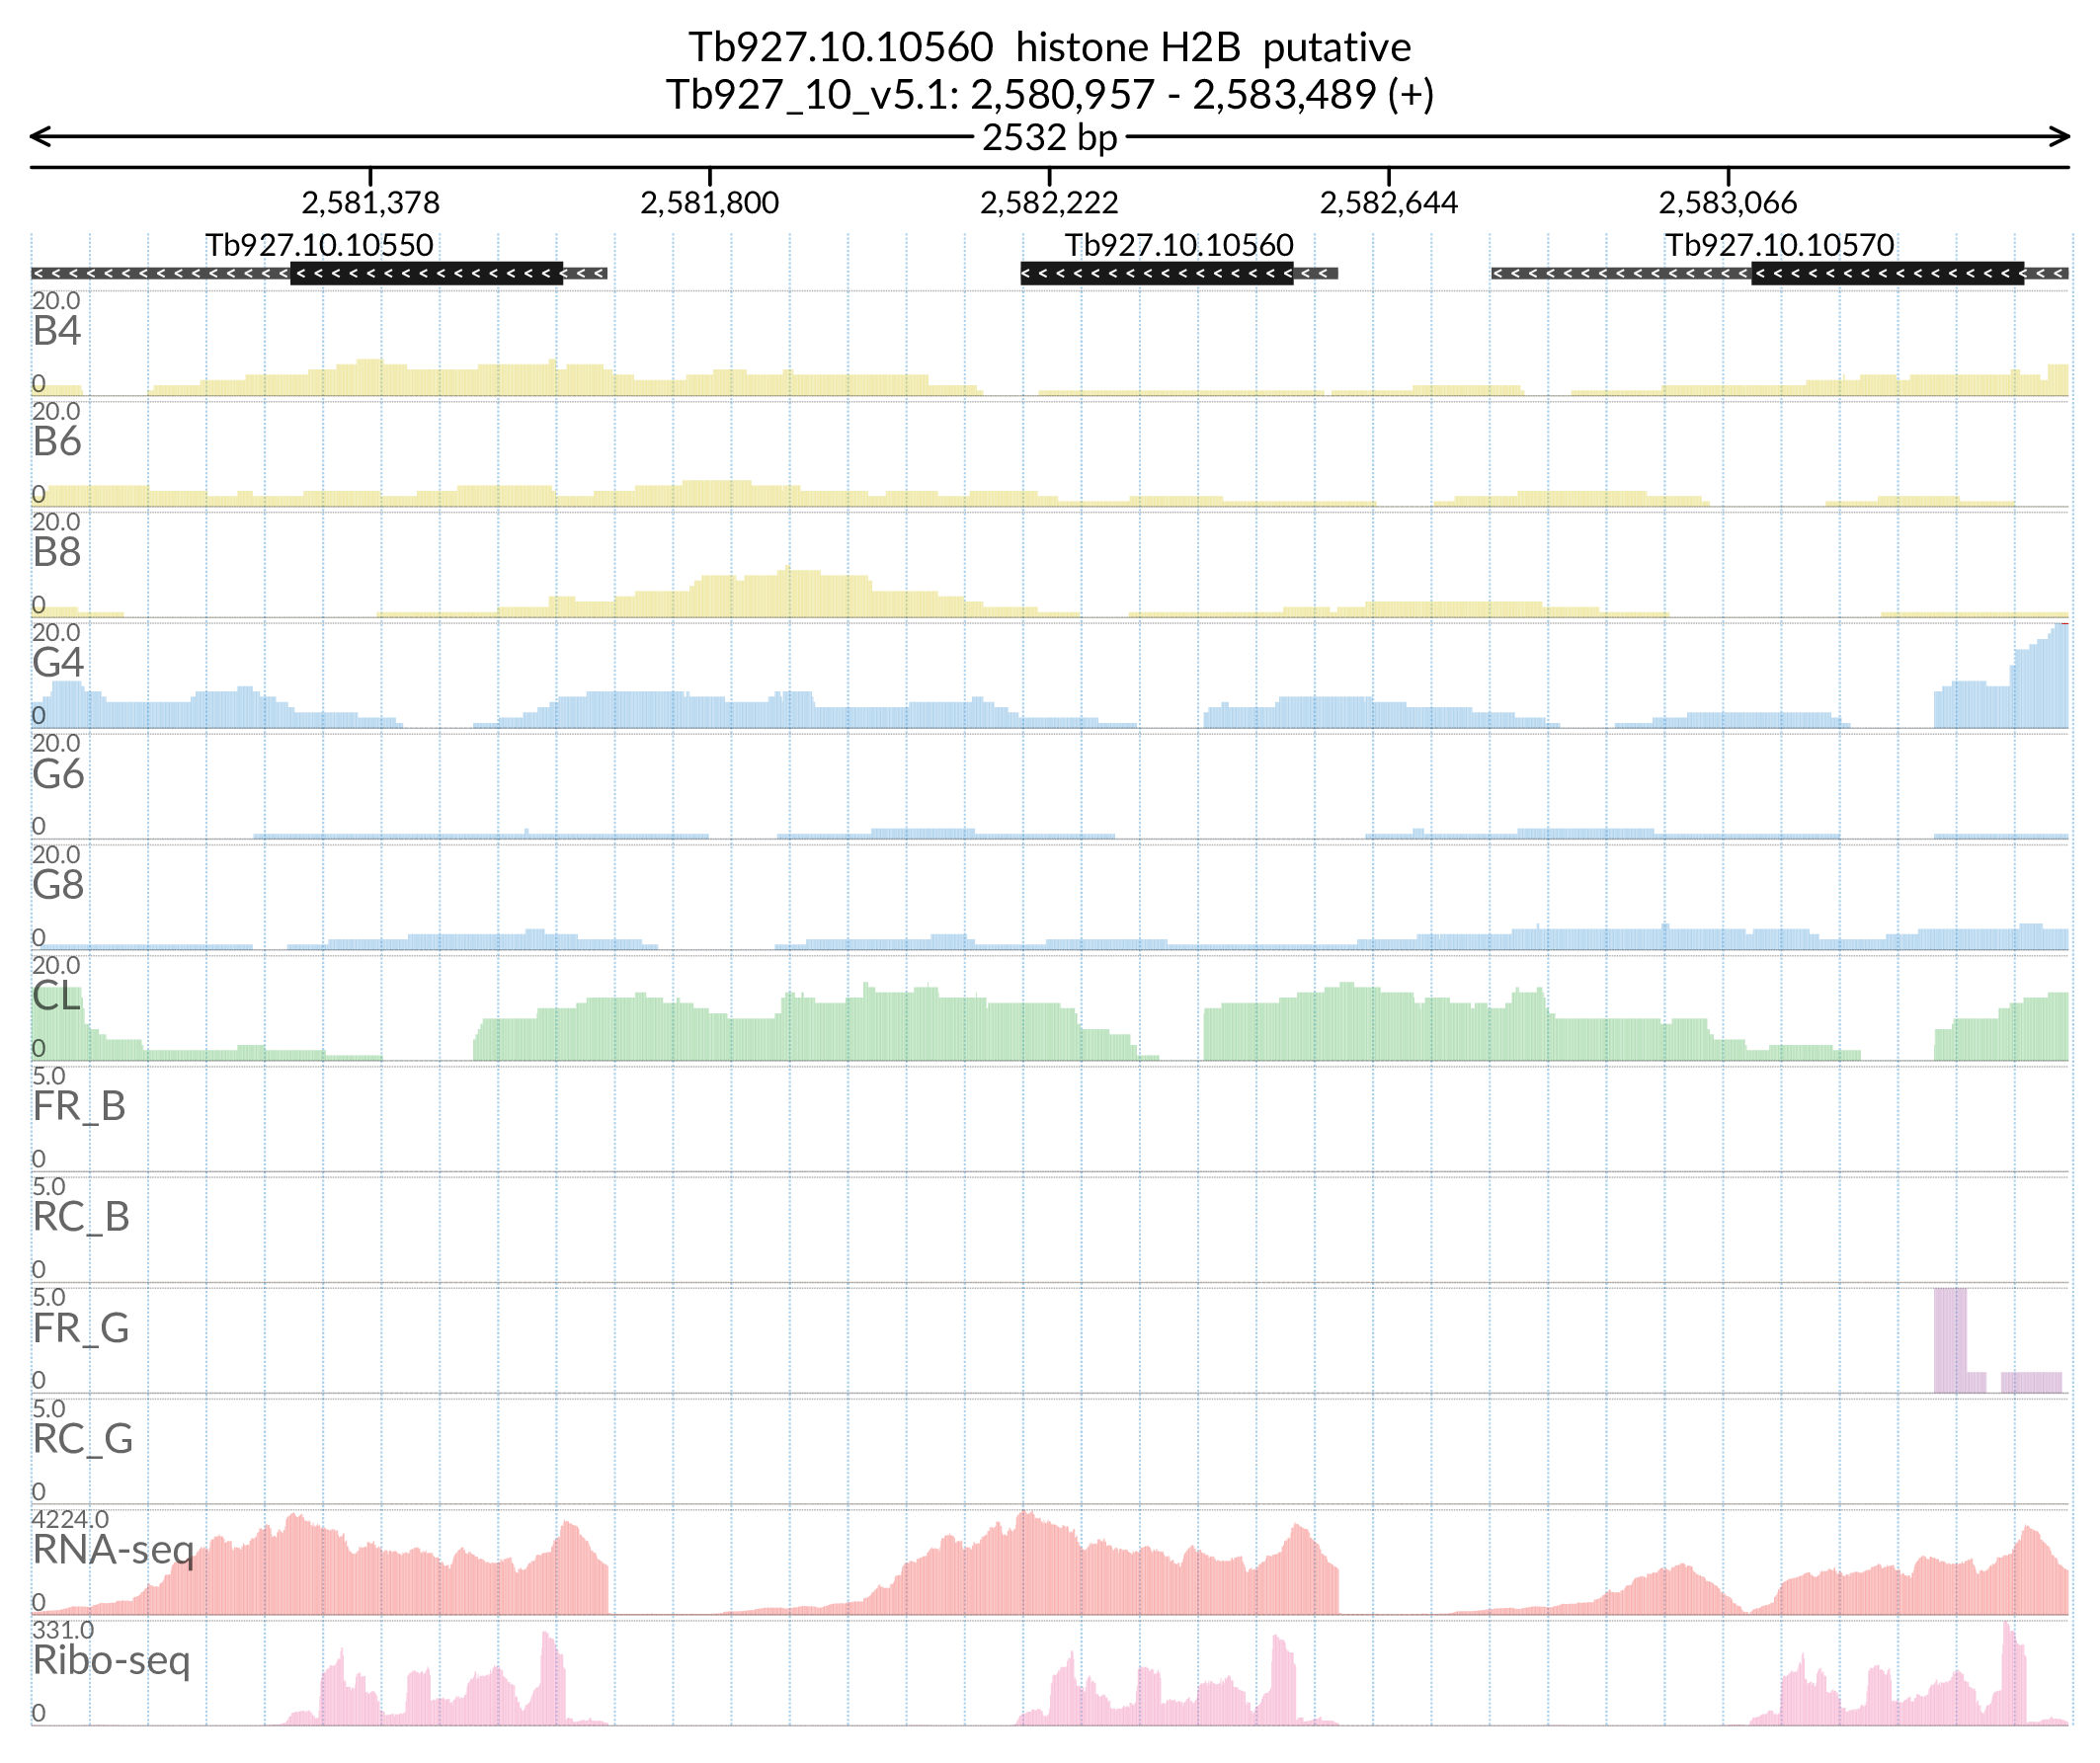 Tb927.10.10560 histone H2B putative
Tb927_10_v5.1: 2,580,957 - 2,583,489 (+)
2532 bp
2,581,378 2,581,800 2,582,222 2,582,644 2,583,066
Tb927.10.10550 Tb927.10.10560 Tb927.10.10570
20.0
B4
0
20.0
B6
0
20.0
B8
0
20.0
G4
0
20.0
G6
0
20.0
G8
0
20.0
CL
0
5.0
FR_B
0
5.0
RC_B
0
5.0
FR_G
0
5.0
RC_G
0
4224.0
RNA-seq
0
331.0
Ribo-seq
0